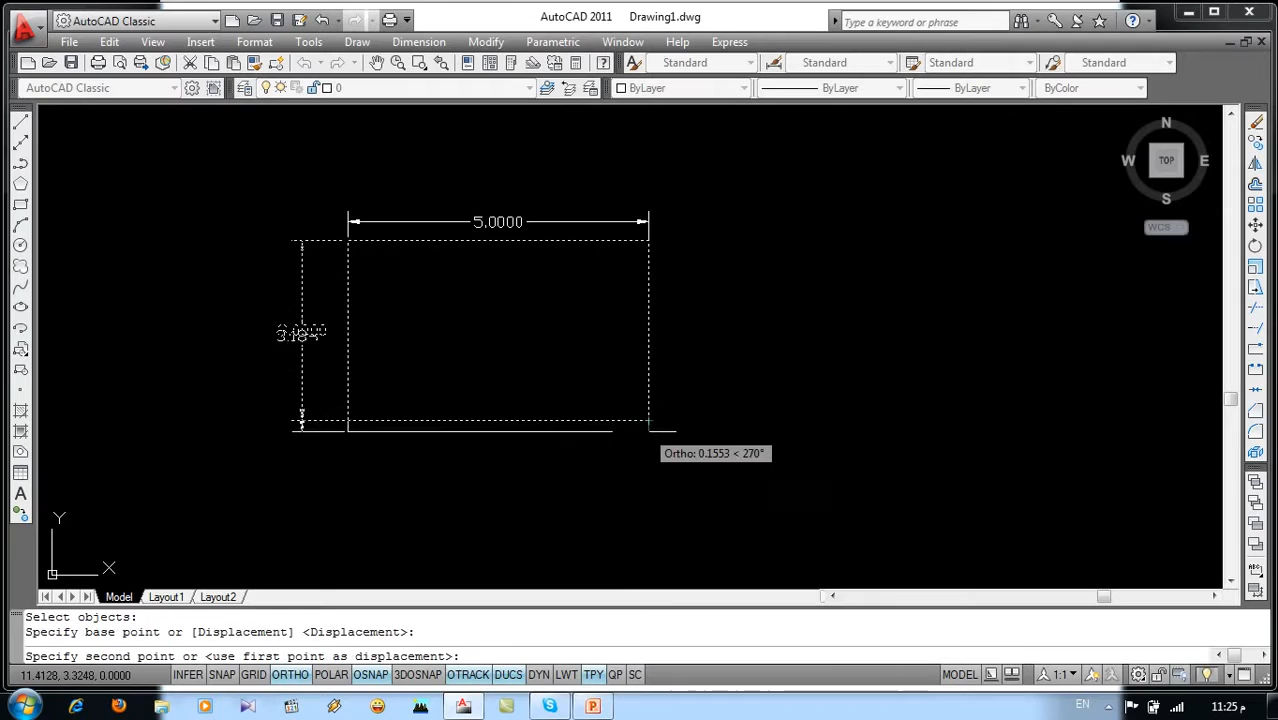 AutoCAD Classic
AutoCAD 2011 Drawing1.dwg
Type a keyword or phrase
File Edit View Insert Format Tools Draw Dimension Modify Parametric Window Help Express
Standard Standard Standard Standard
AutoCAD Classic 0 ByLayer ByLayer ByLayer ByColor
N
W TOP E
S
WCS
5.0000
Ortho: 0.1553 < 270°
Y
X
Model Layout1 Layout2
Select objects:
Specify base point or [Displacement] <Displacement>:
Specify second point or <use first point as displacement>:
11.4128, 3.3248, 0.0000 INFER SNAP GRID ORTHO POLAR OSNAP 3DOSNAP OTRACK DUCS DYN LWT TPY QP SC MODEL 1:1
EN 11:25 م